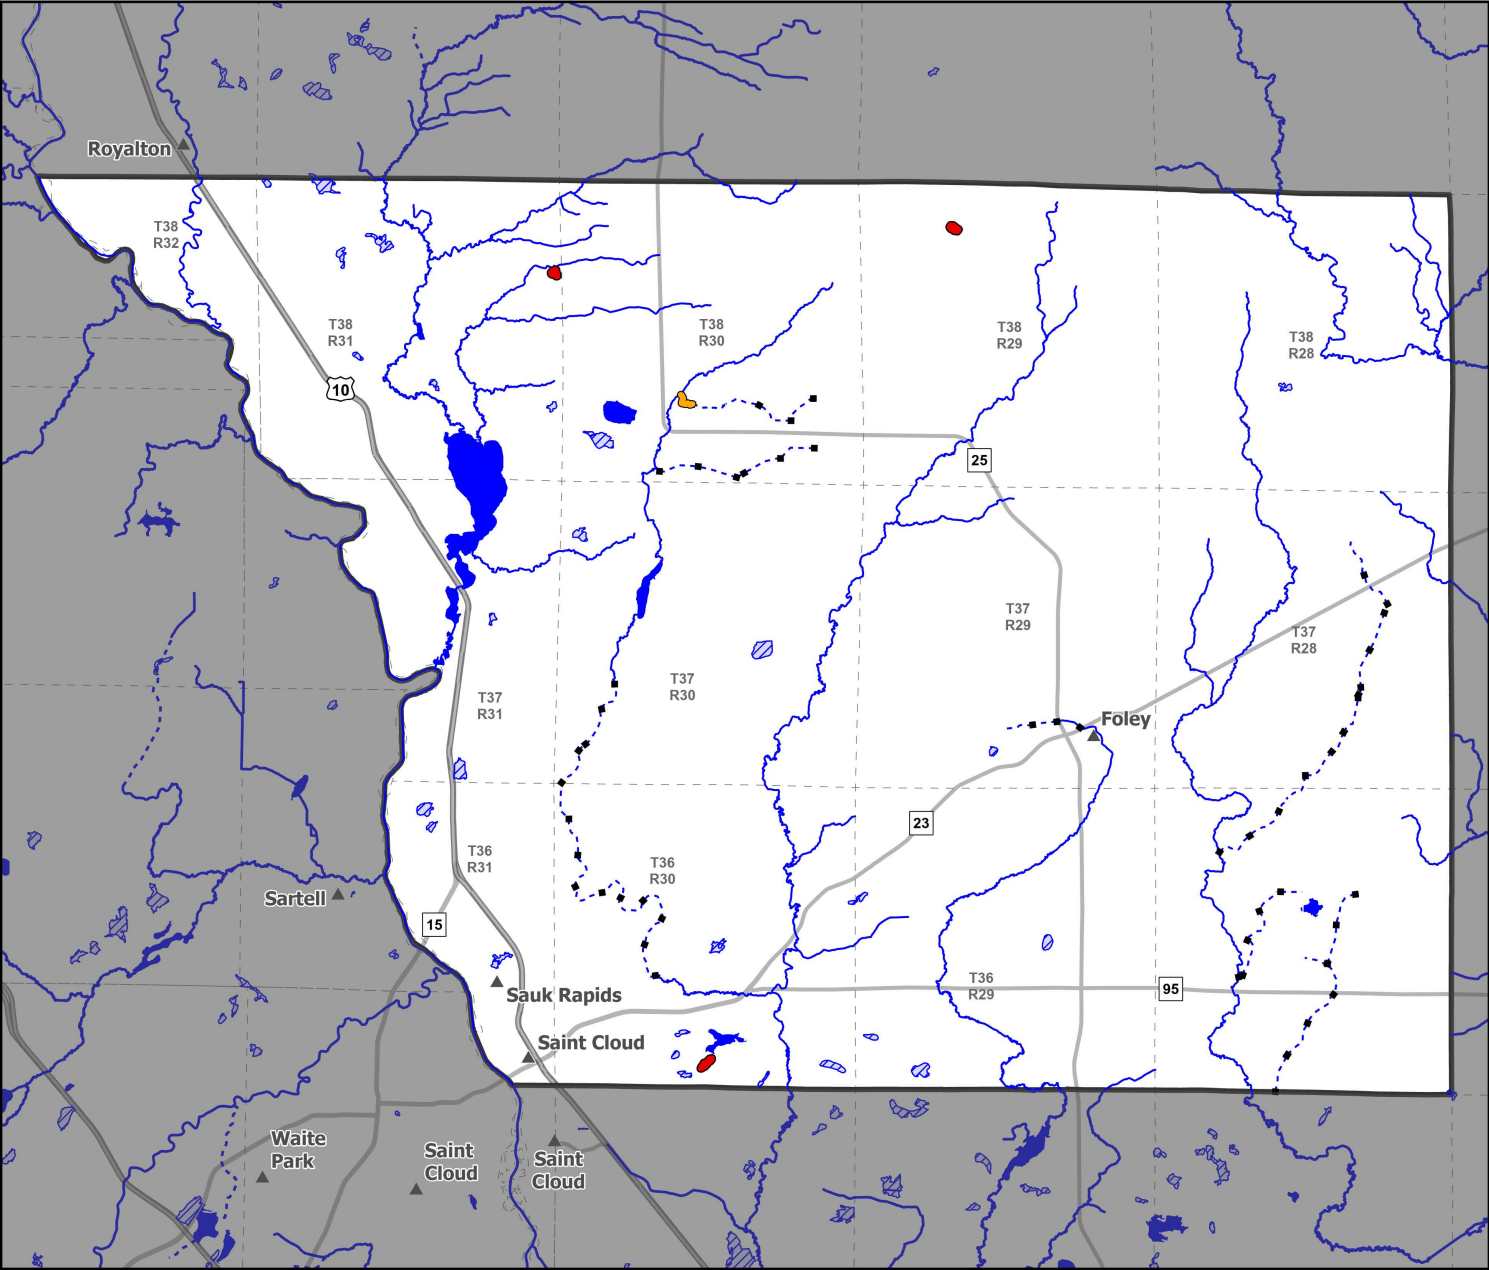 Royalton
T38
R32
T38
R31
T38
R30
T38
R29
T38
R28
10
25
T37
R29
T37
R28
T37
R30
T37
R31
Foley
23
T36
R31
T36
R30
Sartell
15
T36
R29
95
Sauk Rapids
Saint Cloud
Waite
Park
Saint
Cloud
Saint
Cloud